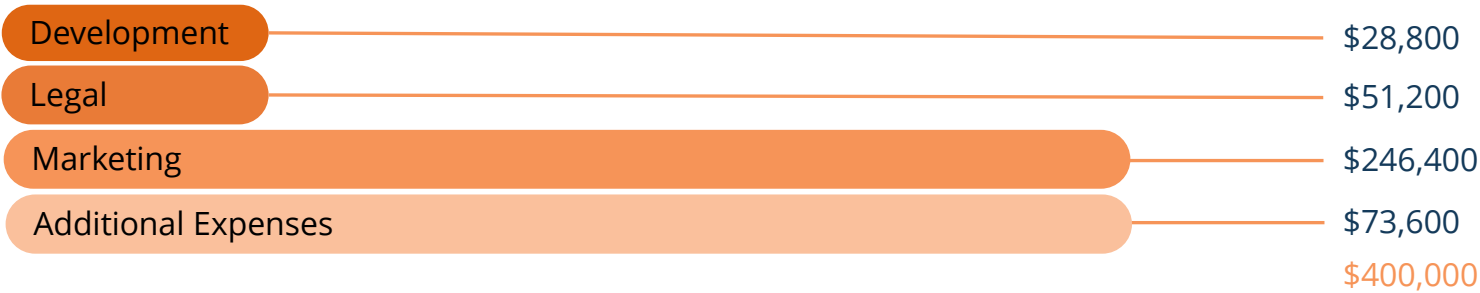 Development $28,800
Legal $51,200
Marketing $246,400
Additional Expenses $73,600
$400,000